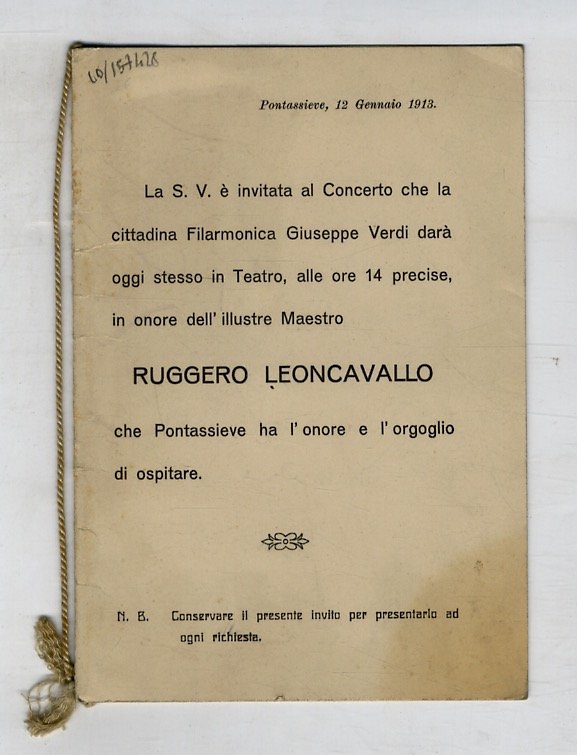 40/157428
Pontassieve, 12 Gennaio 1913.
La S. V. è invitata al Concerto che la
cittadina Filarmonica Giuseppe Verdi darà
oggi stesso in Teatro, alle ore 14 precise,
in onore dell' illustre Maestro
RUGGERO LEONCAVALLO
che Pontassieve ha l' onore e l' orgoglio
di ospitare.
N. B. Conservare il presente invito per presentarlo ad
ogni richiesta.